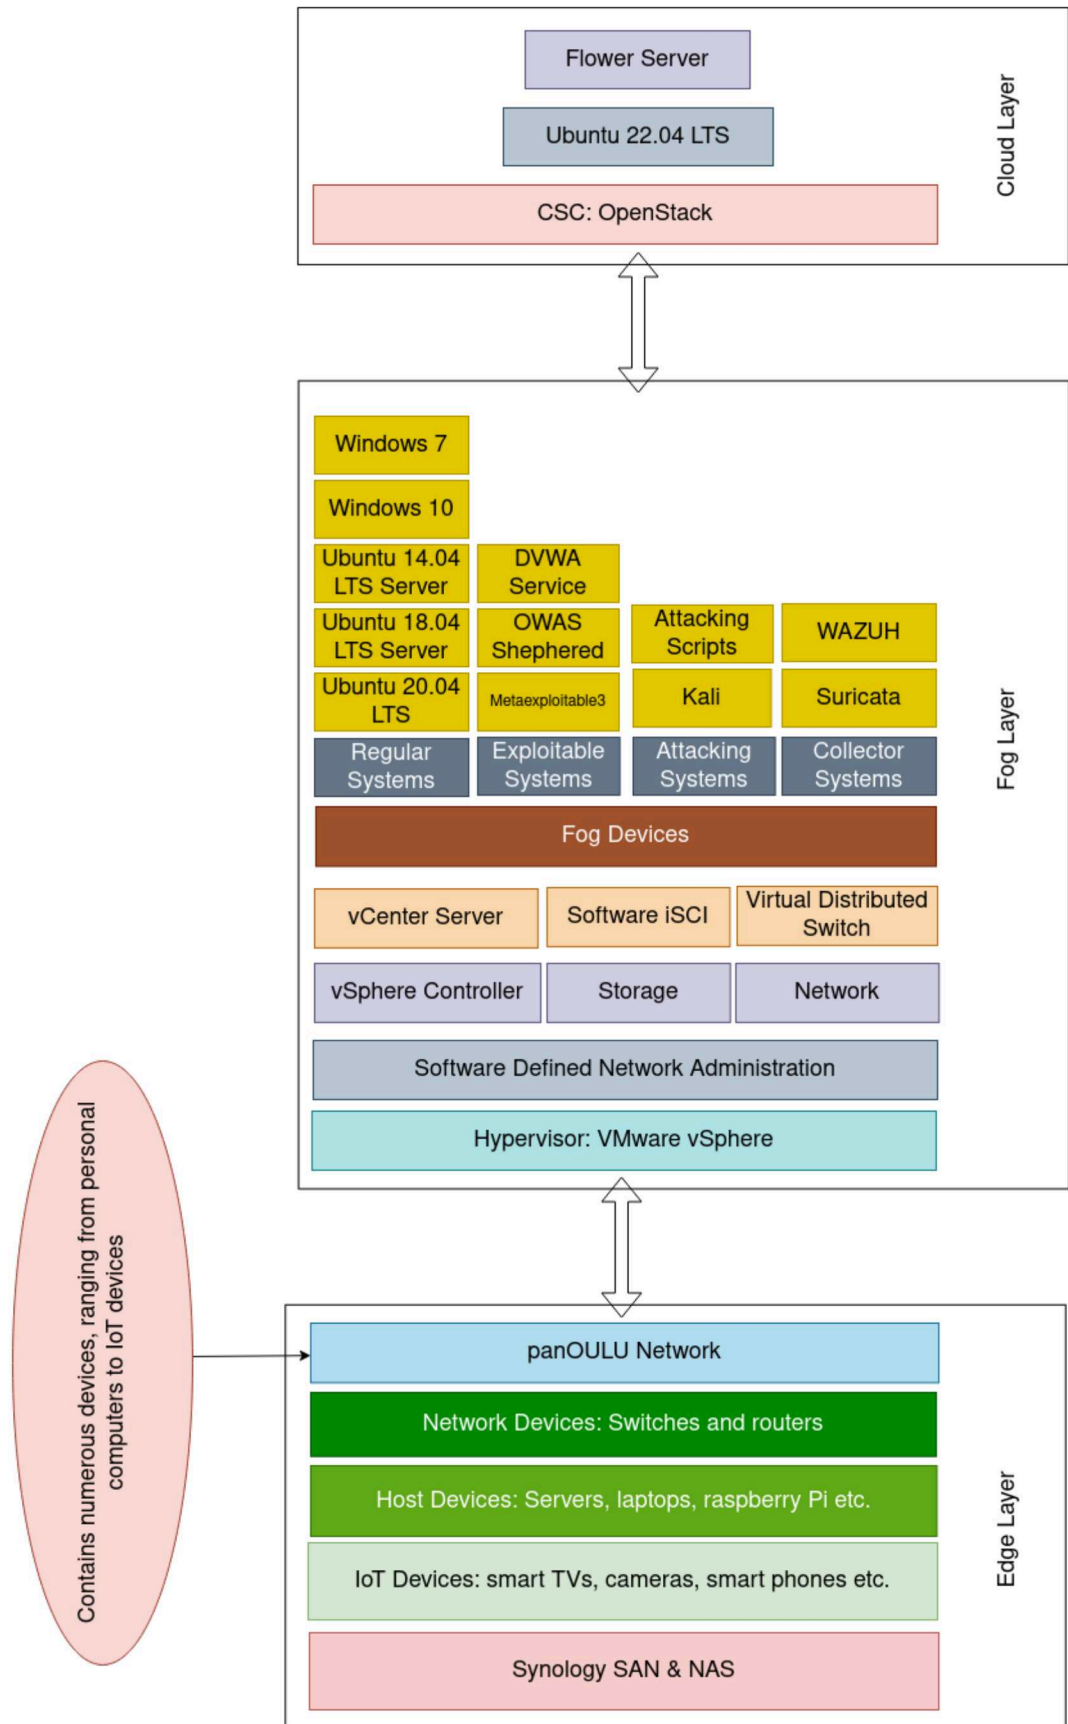 Flower Server
Ubuntu 22.04 LTS
CSC: OpenStack
Cloud Layer
Windows 7
Windows 10
Ubuntu 14.04
LTS Server
DVWA
Service
Ubuntu 18.04
LTS Server
OWAS
Shephered
Attacking
Scripts
WAZUH
Ubuntu 20.04
LTS
Metaexploitable3
Kali
Suricata
Regular
Systems
Exploitable
Systems
Attacking
Systems
Collector
Systems
Fog Devices
vCenter Server
Software iSCI
Virtual Distributed
Switch
vSphere Controller
Storage
Network
Software Defined Network Administration
Hypervisor: VMware vSphere
Fog Layer
Contains numerous devices, ranging from personal
computers to IoT devices
panOULU Network
Network Devices: Switches and routers
Host Devices: Servers, laptops, raspberry Pi etc.
IoT Devices: smart TVs, cameras, smart phones etc.
Synology SAN & NAS
Edge Layer